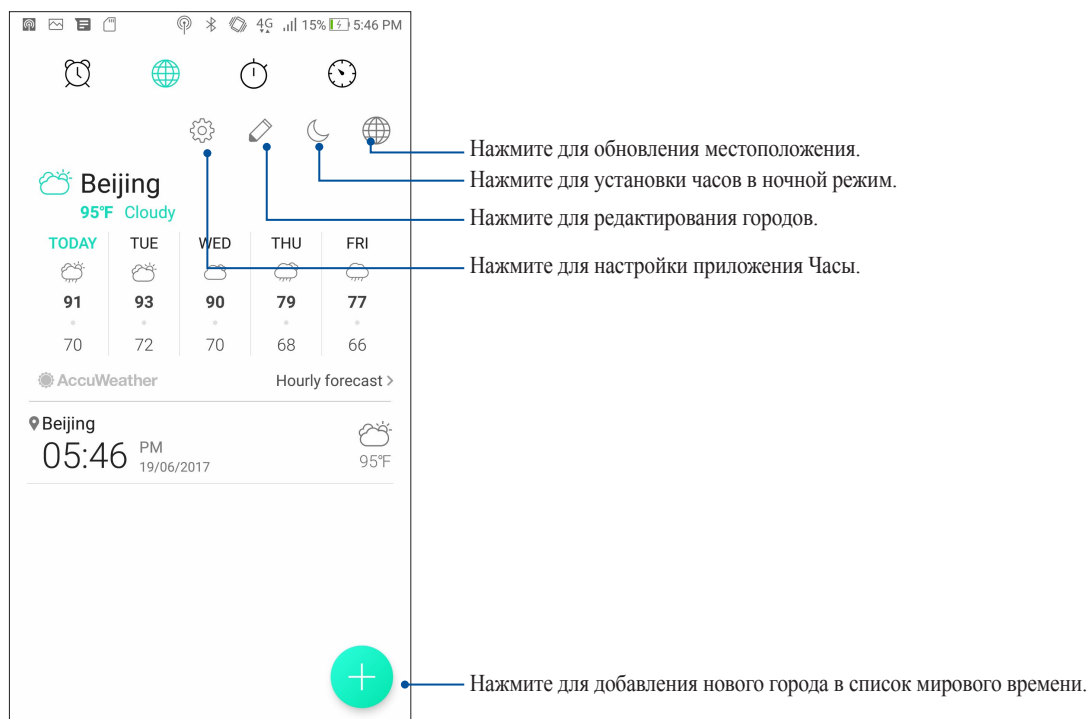 4G 15% 5:46 PM
Нажмите для обновления местоположения.
Нажмите для установки часов в ночной режим.
Beijing
95°F Cloudy
Нажмите для редактирования городов.
TODAY TUE WED THU FRI
Нажмите для настройки приложения Часы.
91 93 90 79 77
70 72 70 68 66
AccuWeather Hourly forecast >
Beijing
05:46 PM
19/06/2017
95°F
Нажмите для добавления нового города в список мирового времени.